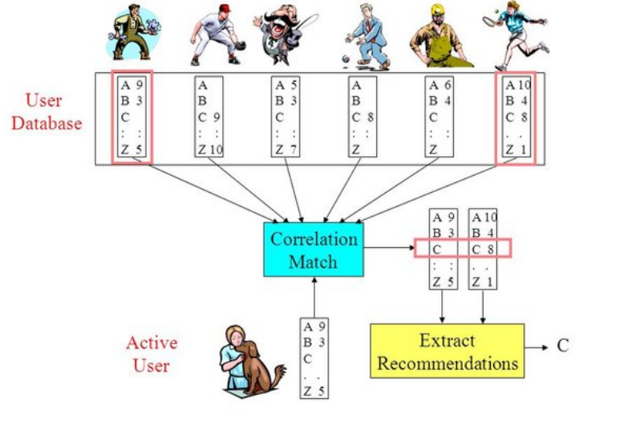 User
Database
A 9
B 3
C
: :
Z 5
A
B
C 9
: :
Z 10
A 5
B 3
C
: :
Z 7
A
B
C 8
: :
Z
A 6
B 4
C
: :
Z
A 10
B 4
C 8
. .
Z 1
Correlation
Match
A 9
B 3
C
: :
Z 5
A 10
B 4
C 8
. .
Z 1
Active
User
A 9
B 3
C
. .
Z 5
Extract
Recommendations
C